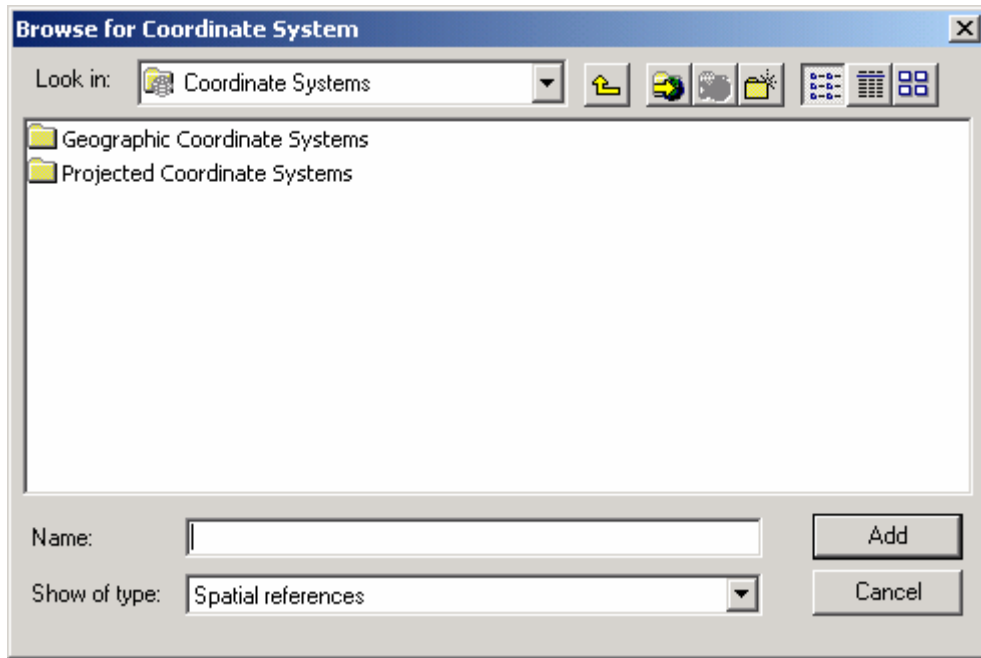 Browse for Coordinate System
Look in: Coordinate Systems
Geographic Coordinate Systems
Projected Coordinate Systems
Name: Add
Show of type: Spatial references Cancel